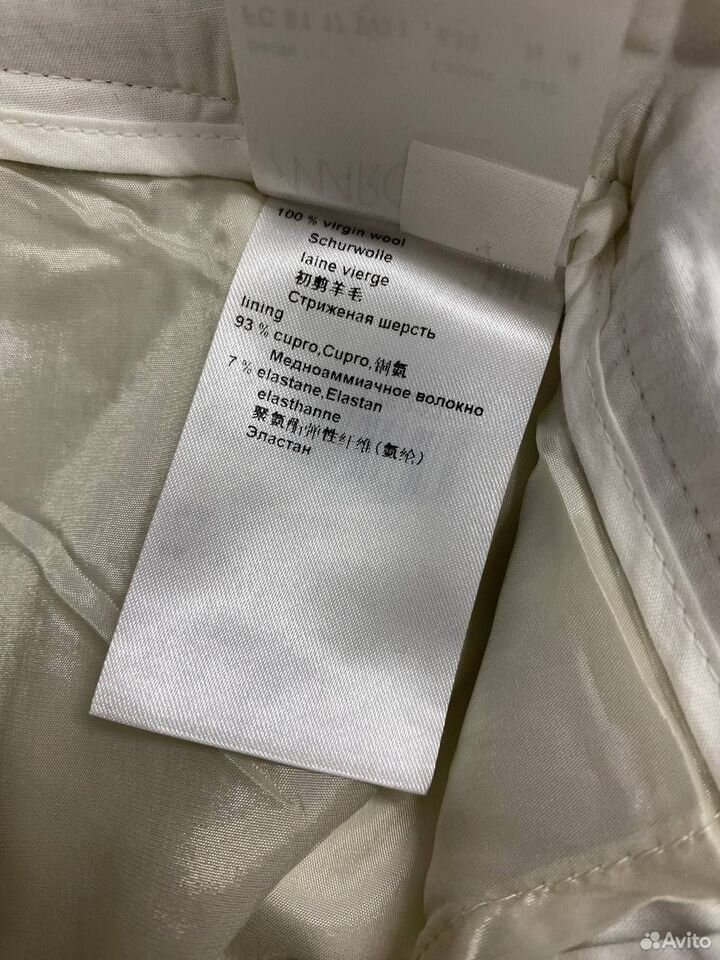 100 % virgin wool
Schurwolle
laine vierge
初剪羊毛
Стриженая шерсть
lining
93 % cupro,Cupro,铜氨
Медноаммиачное волокно
7 % elastane,Elastan
elasthanne
聚氨酯弹性纤维(氨纶)
Эластан
Avito